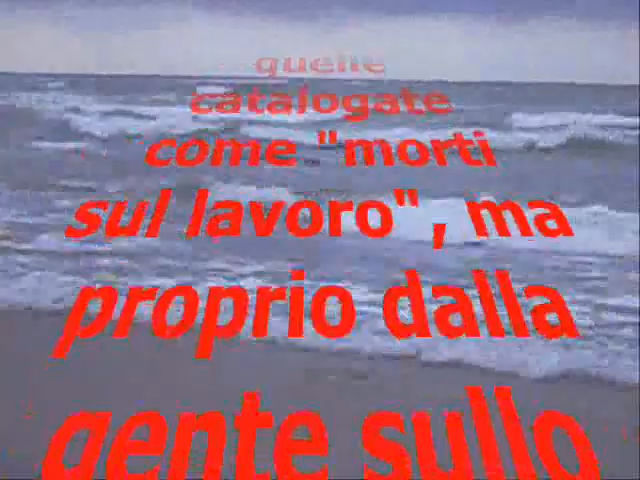 quelle
catalogate
come "morti
sul lavoro", ma
proprio dalla
gente sullo